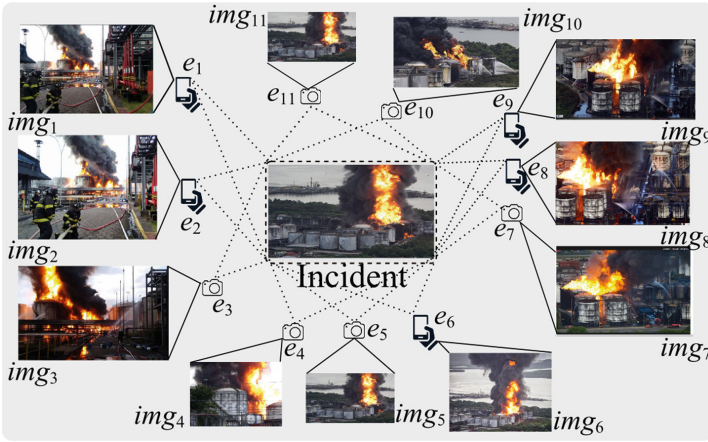 img11
img10
e1
e11
e10
e9
img1
img9
e2
e8
img2
e7
img8
Incident
e3
e4
e5
e6
img7
img3
img4
img5
img6